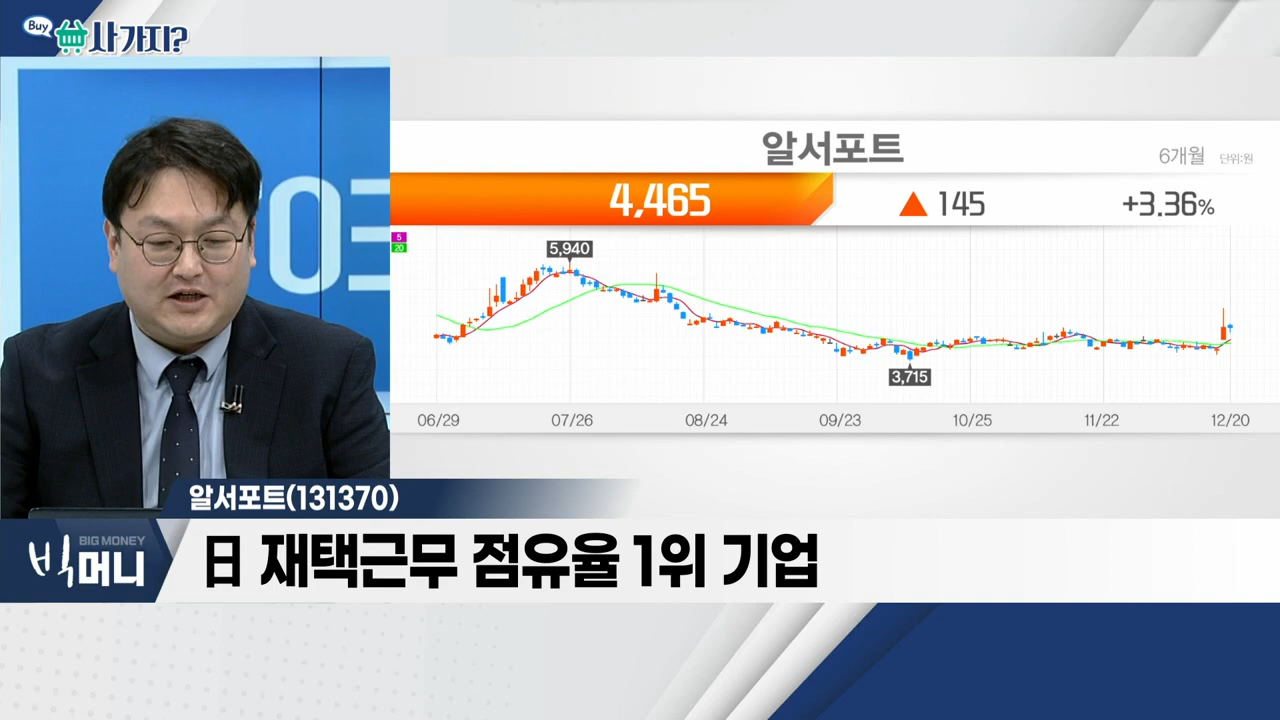 Buy 사가지?
알서포트
6개월 단위:원
4,465 ▲ 145 +3.36%
5
20
5,940
3,715
06/29 07/26 08/24 09/23 10/25 11/22 12/20
알서포트(131370)
BIG MONEY
빅머니
日 재택근무 점유율 1위 기업